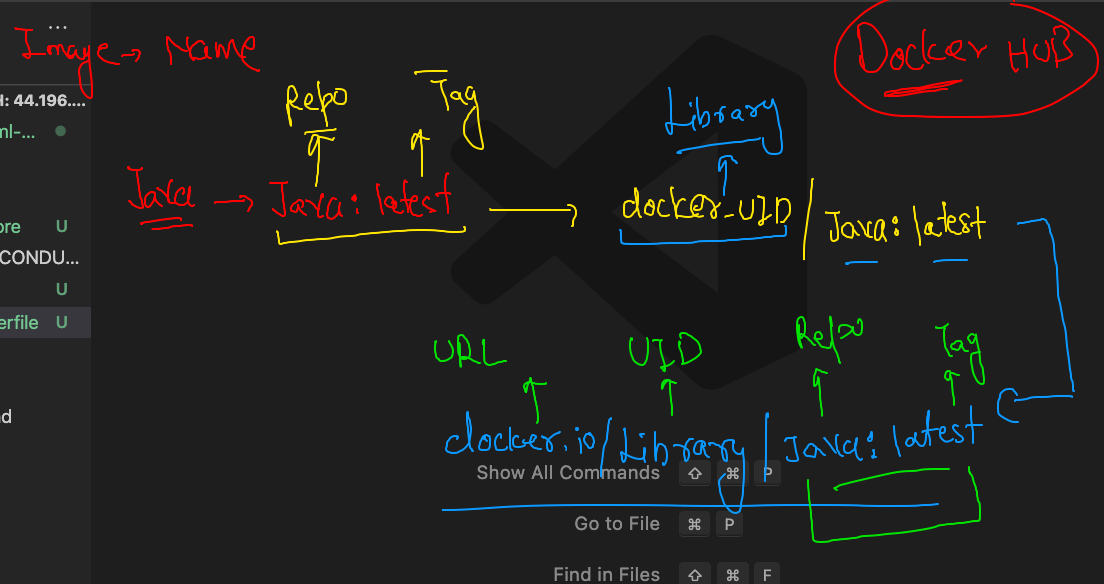 ...
Image → Name
Docker HUB
H: 44.196....
Repo
Tag
Library
ml-...
Java → Java: latest → docker_UID / Java: latest
ore U
CONDU...
U
erfile U
URL UID Repo Tag
nd
docker.io/Library/Java: latest
Show All Commands ⇧ ⌘ P
Go to File ⌘ P
Find in Files ⇧ ⌘ F